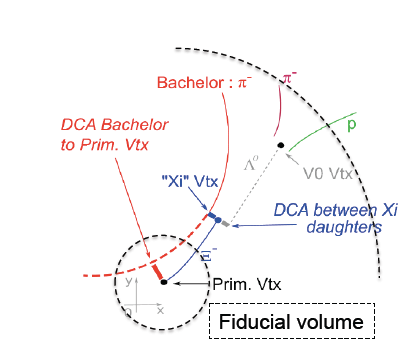 Bachelor : π⁻
π⁻
DCA Bachelor
to Prim. Vtx
p
"Xi" Vtx
Λ⁰
V0 Vtx
DCA between Xi
daughters
Ξ⁻
y
x
Prim. Vtx
Fiducial volume